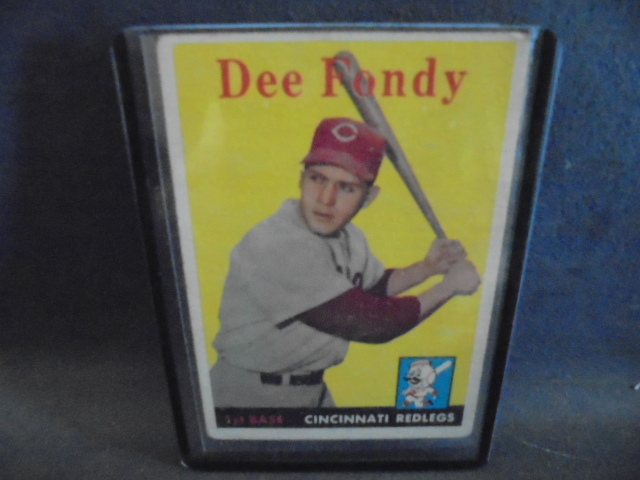 Dee Fondy
1st BASE CINCINNATI REDLEGS